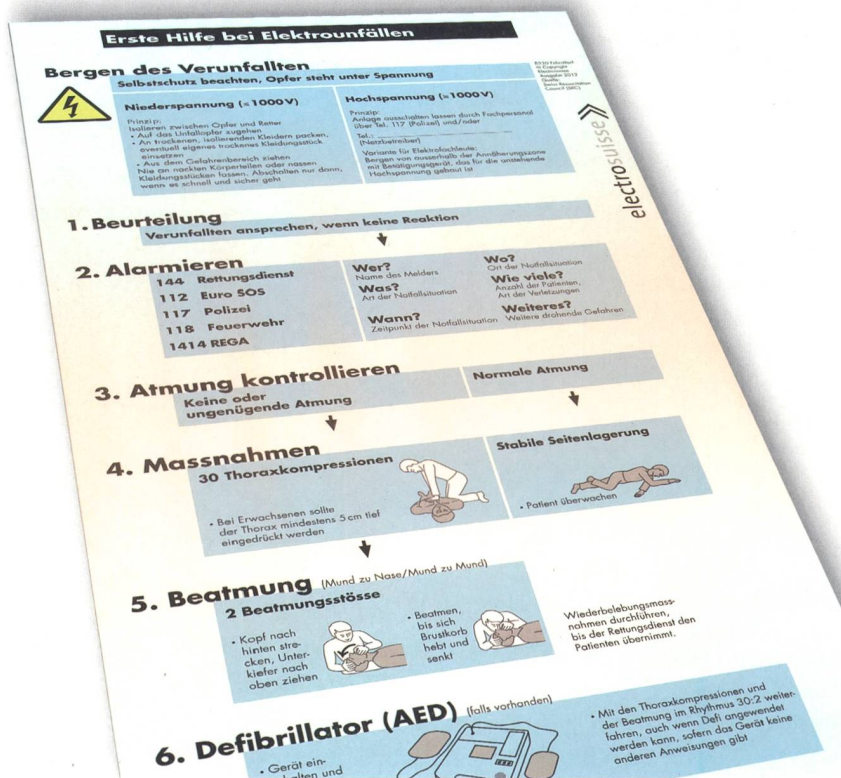 Erste Hilfe bei Elektrounfällen
Bergen des Verunfallten
Selbstschutz beachten, Opfer steht unter Spannung
Electrosuisse
Ausgabe 2012
Quelle:
Swiss Resuscitation
Council (SRC)
Niederspannung (≤1000V)
Prinzip:
Isolieren zwischen Opfer und Retter
• Auf das Unfallopfer zugehen
• An trockenen, isolierenden Kleidern packen,
eventuell eigenes trockenes Kleidungsstück
einsetzen
• Aus dem Gefahrenbereich ziehen
Nie an nackten Körperteilen oder nassen
Kleidungsstücken fassen. Abschalten nur dann,
wenn es schnell und sicher geht
Hochspannung (≥1000V)
Prinzip:
Anlage ausschalten lassen durch Fachpersonal
über Tel. 117 (Polizei) und/oder
Tel.:
(Netzbetreiber)
Variante für Elektrofachleute:
Bergen von ausserhalb der Annäherungszone
mit Betätigungsgerät, das für die anstehende
Hochspannung gebaut ist
electrosuisse
1. Beurteilung
Verunfallten ansprechen, wenn keine Reaktion
2. Alarmieren
144 Rettungsdienst
112 Euro SOS
117 Polizei
118 Feuerwehr
1414 REGA
Wer?
Name des Melders
Was?
Art der Notfallsituation
Wann?
Zeitpunkt der Notfallsituation
Wo?
Ort der Notfallsituation
Wie viele?
Anzahl der Patienten,
Art der Verletzungen
Weiteres?
Weitere drohende Gefahren
3. Atmung kontrollieren
Keine oder
ungenügende Atmung
Normale Atmung
4. Massnahmen
30 Thoraxkompressionen
• Bei Erwachsenen sollte
der Thorax mindestens 5 cm tief
eingedrückt werden
Stabile Seitenlagerung
• Patient überwachen
5. Beatmung (Mund zu Nase/Mund zu Mund)
2 Beatmungsstösse
• Kopf nach
hinten stre-
cken, Unter-
kiefer nach
oben ziehen
• Beatmen,
bis sich
Brustkorb
hebt und
senkt
Wiederbelebungsmass-
nahmen durchführen,
bis der Rettungsdienst den
Patienten übernimmt.
6. Defibrillator (AED) (falls vorhanden)
• Gerät ein-
und
• Mit den Thoraxkompressionen und
der Beatmung im Rhythmus 30:2 weiter-
fahren, auch wenn Defi angewendet
werden kann, sofern das Gerät keine
anderen Anweisungen gibt